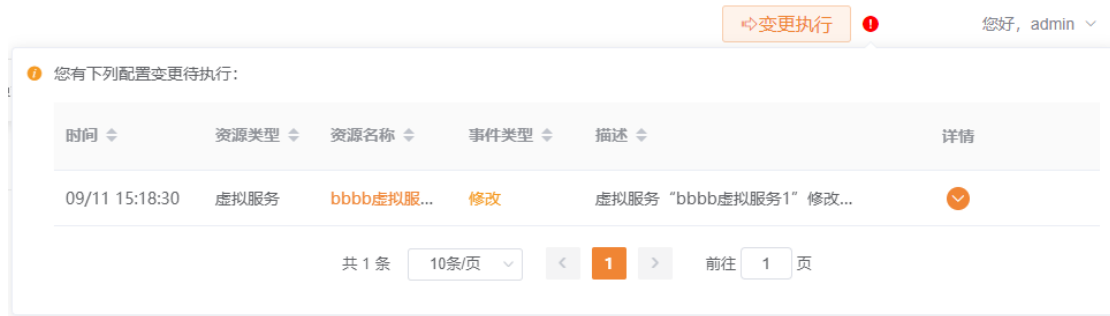 变更执行
您好，admin
您有下列配置变更待执行：
时间 资源类型 资源名称 事件类型 描述 详情
09/11 15:18:30 虚拟服务 bbbb虚拟服... 修改 虚拟服务“bbbb虚拟服务1”修改...
共 1 条 10条/页 1 前往 1 页